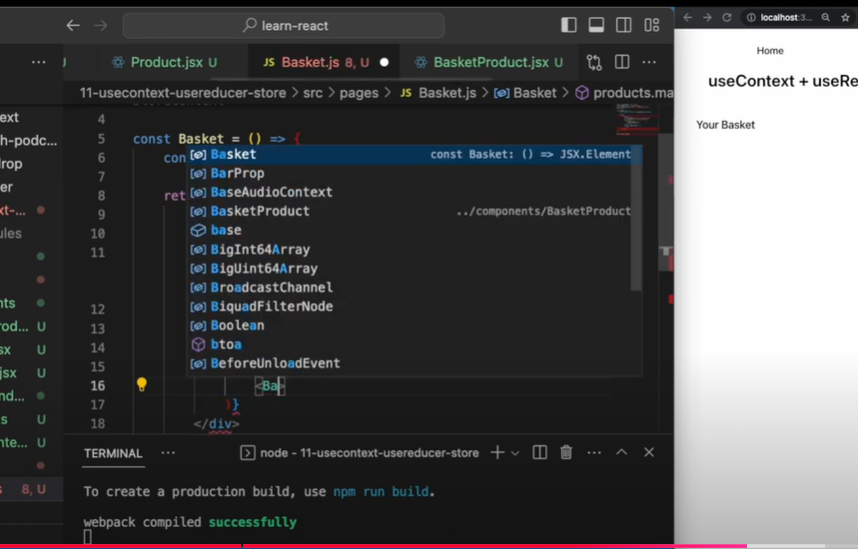 learn-react
localhost:3...
Product.jsx U
JS Basket.js 8, U
BasketProduct.jsx U
Home
11-usecontext-usereducer-store > src > pages > JS Basket.js > Basket > products.ma
useContext + useRe
Your Basket
4
5 const Basket = () => {
6 con
7
8 ret
9
10
11
12
13
14
15
16 <Ba>
17 )}
18 </div>
Basket const Basket: () => JSX.Element
BarProp
BaseAudioContext
BasketProduct ../components/BasketProduct
base
BigInt64Array
BigUint64Array
BroadcastChannel
BiquadFilterNode
Boolean
btoa
BeforeUnloadEvent
ext
h-podc...
rop
er
xt-...
ules
nts
rod... U
sx U
jsx U
nd...
s U
nte... U
s 8, U
TERMINAL
node - 11-usecontext-usereducer-store
To create a production build, use npm run build.
webpack compiled successfully